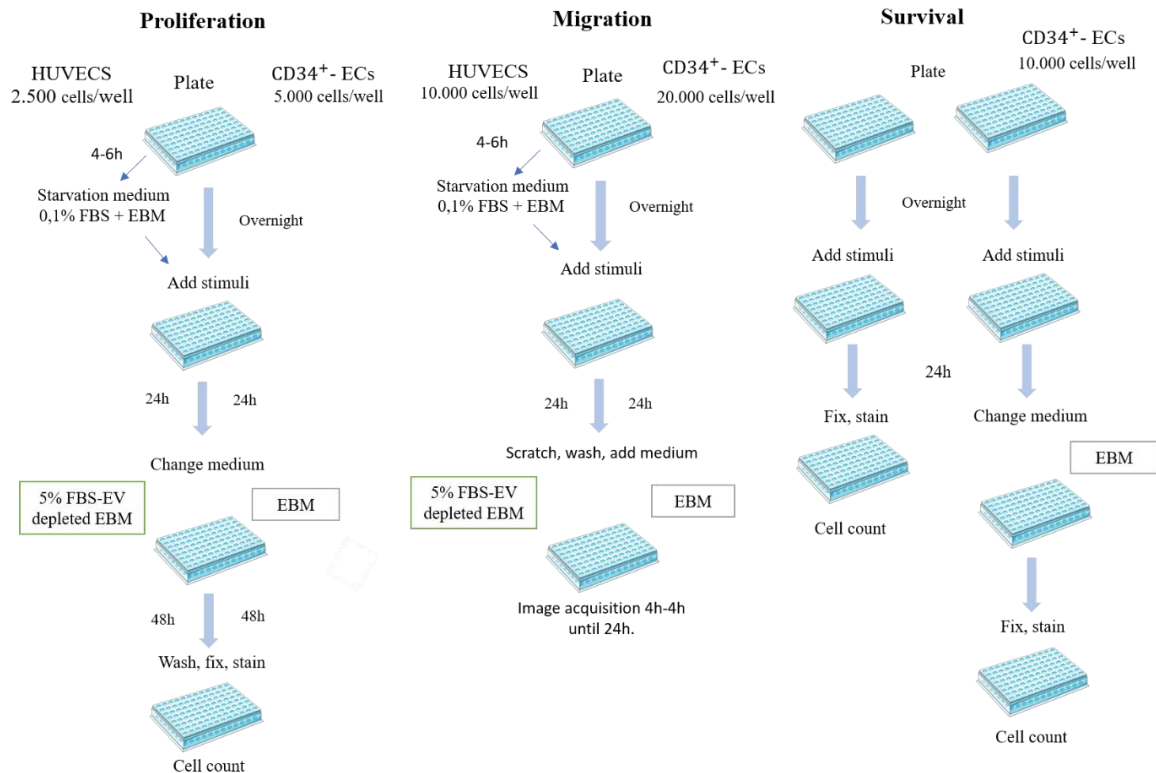 Proliferation
HUVECS
2.500 cells/well
Plate
CD34⁺- ECs
5.000 cells/well
4-6h
Starvation medium
0,1% FBS + EBM
Overnight
Add stimuli
24h
24h
Change medium
5% FBS-EV
depleted EBM
EBM
48h
48h
Wash, fix, stain
Cell count
Migration
HUVECS
10.000 cells/well
Plate
CD34⁺- ECs
20.000 cells/well
4-6h
Starvation medium
0,1% FBS + EBM
Overnight
Add stimuli
24h
24h
Scratch, wash, add medium
5% FBS-EV
depleted EBM
EBM
Image acquisition 4h-4h
until 24h.
Survival
CD34⁺- ECs
10.000 cells/well
Plate
Overnight
Add stimuli
Add stimuli
24h
Fix, stain
Change medium
EBM
Cell count
Fix, stain
Cell count